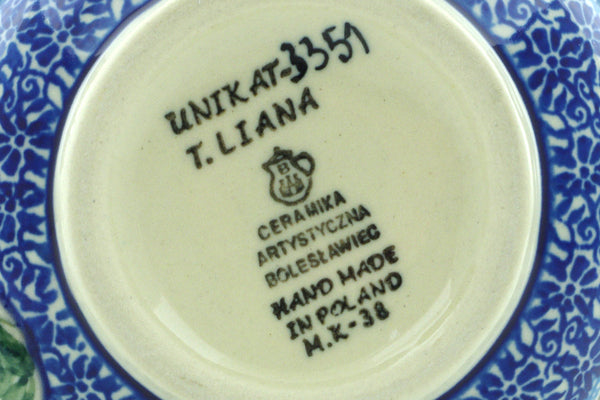 UNIKAT-3351
T. LIANA
B
CERAMIKA
ARTYSTYCZNA
BOLESŁAWIEC
HAND MADE
IN POLAND
M.K-38